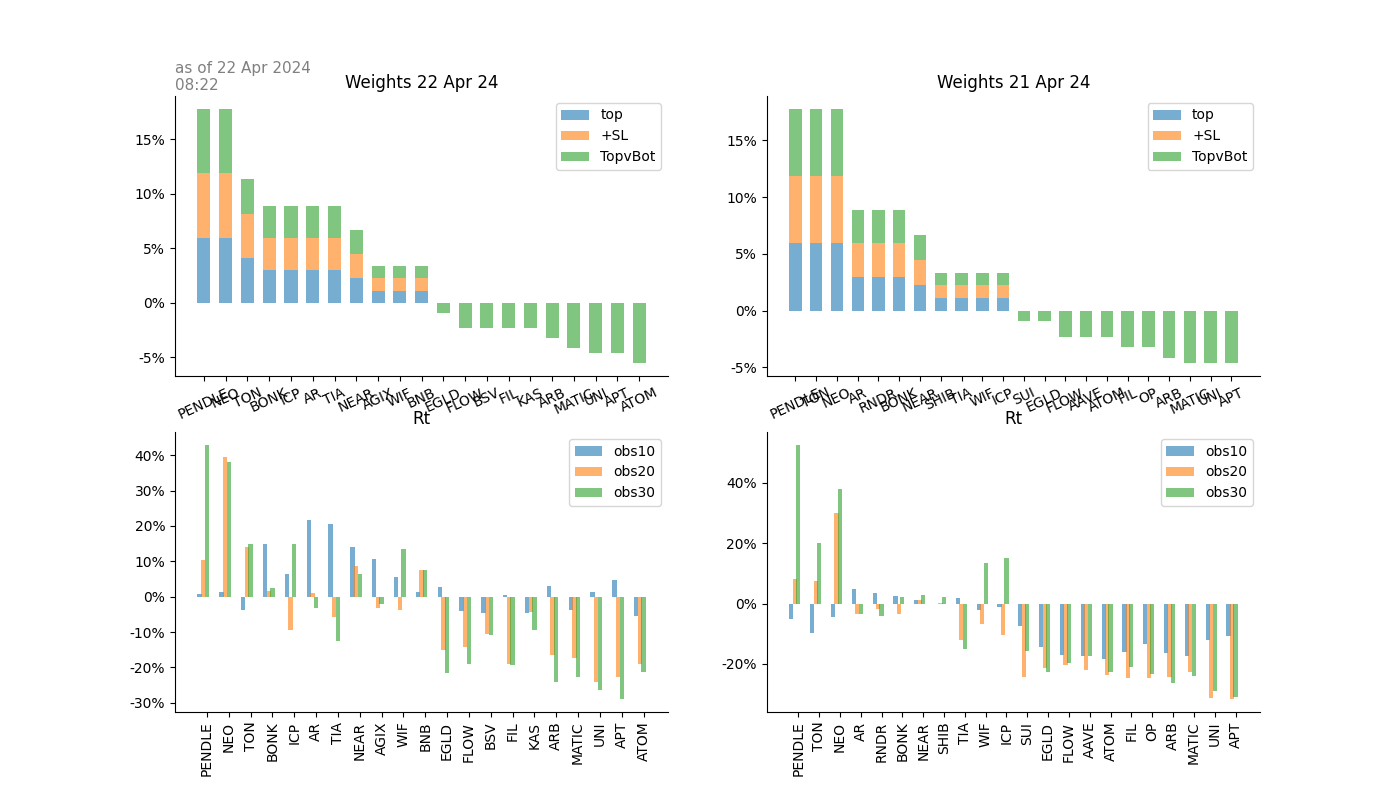 as of 22 Apr 2024
08:22
Weights 22 Apr 24
15%
10%
5%
0%
-5%
top
+SL
TopvBot
PENDLE NEO TON BONK ICP AR TIA NEAR AGIX WIF BNB EGLD FLOW BSV FIL KAS ARB MATIC UNI APT ATOM
Weights 21 Apr 24
15%
10%
5%
0%
-5%
top
+SL
TopvBot
PENDLE TON NEO AR RNDR BONK NEAR SHIB TIA WIF ICP SUI EGLD FLOW AAVE ATOM FIL OP ARB MATIC UNI APT
Rt
40%
30%
20%
10%
0%
-10%
-20%
-30%
obs10
obs20
obs30
PENDLE NEO TON BONK ICP AR TIA NEAR AGIX WIF BNB EGLD FLOW BSV FIL KAS ARB MATIC UNI APT ATOM
Rt
40%
20%
0%
-20%
obs10
obs20
obs30
PENDLE TON NEO AR RNDR BONK NEAR SHIB TIA WIF ICP SUI EGLD FLOW AAVE ATOM FIL OP ARB MATIC UNI APT